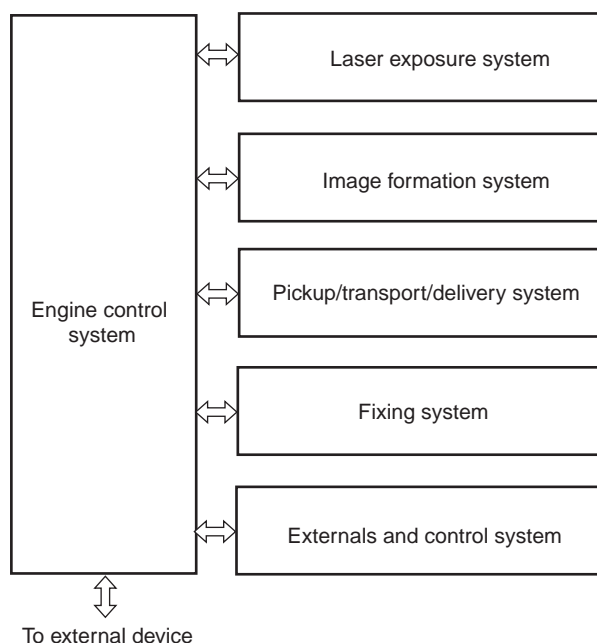 Laser exposure system
Image formation system
Pickup/transport/delivery system
Engine control
system
Fixing system
Externals and control system
To external device